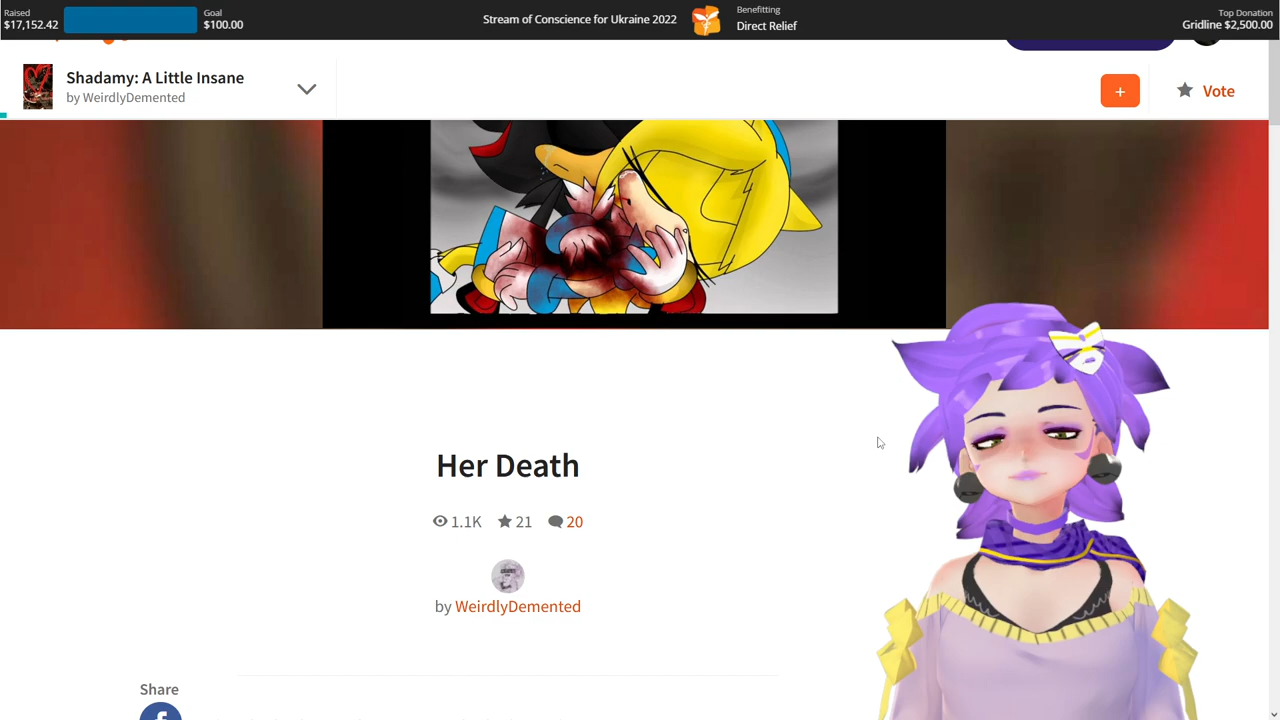 Raised
$17,152.42
Goal
$100.00
Stream of Conscience for Ukraine 2022
Benefitting
Direct Relief
Top Donation
Gridline $2,500.00
Shadamy: A Little Insane
by WeirdlyDemented
+
Vote
Her Death
1.1K
21
20
by WeirdlyDemented
Share